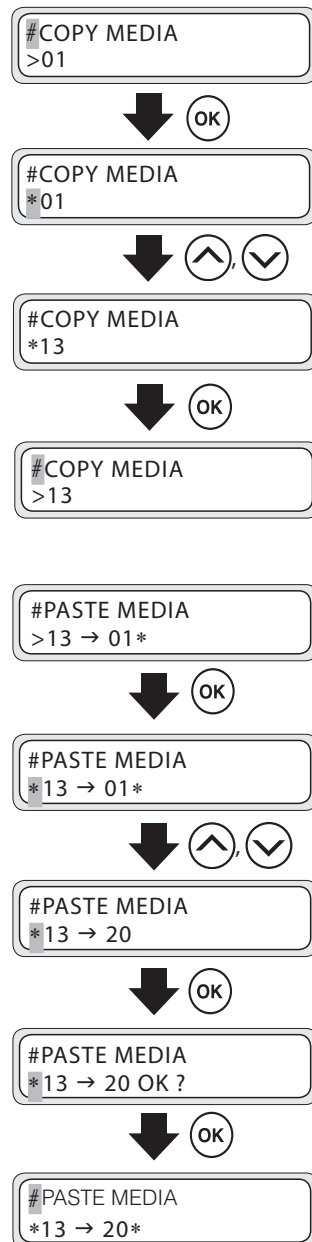 #COPY MEDIA
>01
OK
#COPY MEDIA
*01
,
#COPY MEDIA
*13
OK
#COPY MEDIA
>13
#PASTE MEDIA
>13 → 01*
OK
#PASTE MEDIA
*13 → 01*
,
#PASTE MEDIA
*13 → 20
OK
#PASTE MEDIA
*13 → 20 OK ?
OK
#PASTE MEDIA
*13 → 20*